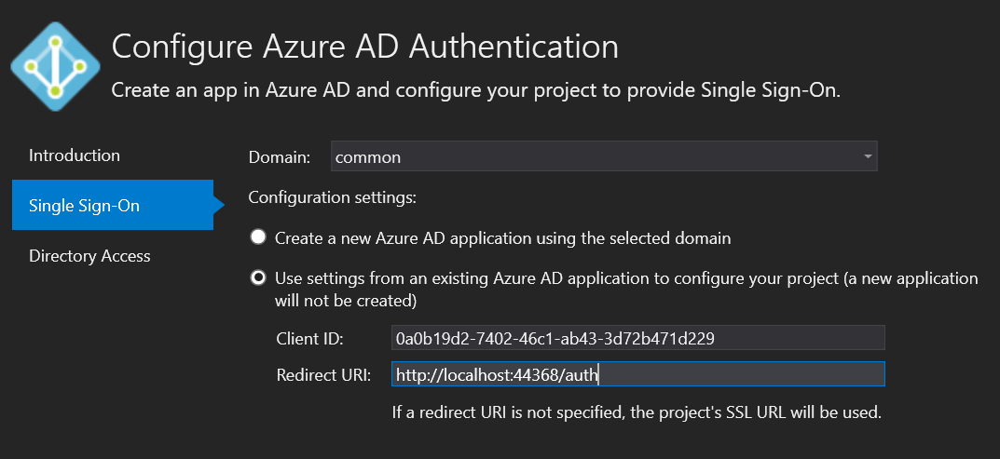 Configure Azure AD Authentication
Create an app in Azure AD and configure your project to provide Single Sign-On.
Introduction
Single Sign-On
Directory Access
Domain: common
Configuration settings:
Create a new Azure AD application using the selected domain
Use settings from an existing Azure AD application to configure your project (a new application
will not be created)
Client ID: 0a0b19d2-7402-46c1-ab43-3d72b471d229
Redirect URI: http://localhost:44368/auth
If a redirect URI is not specified, the project's SSL URL will be used.